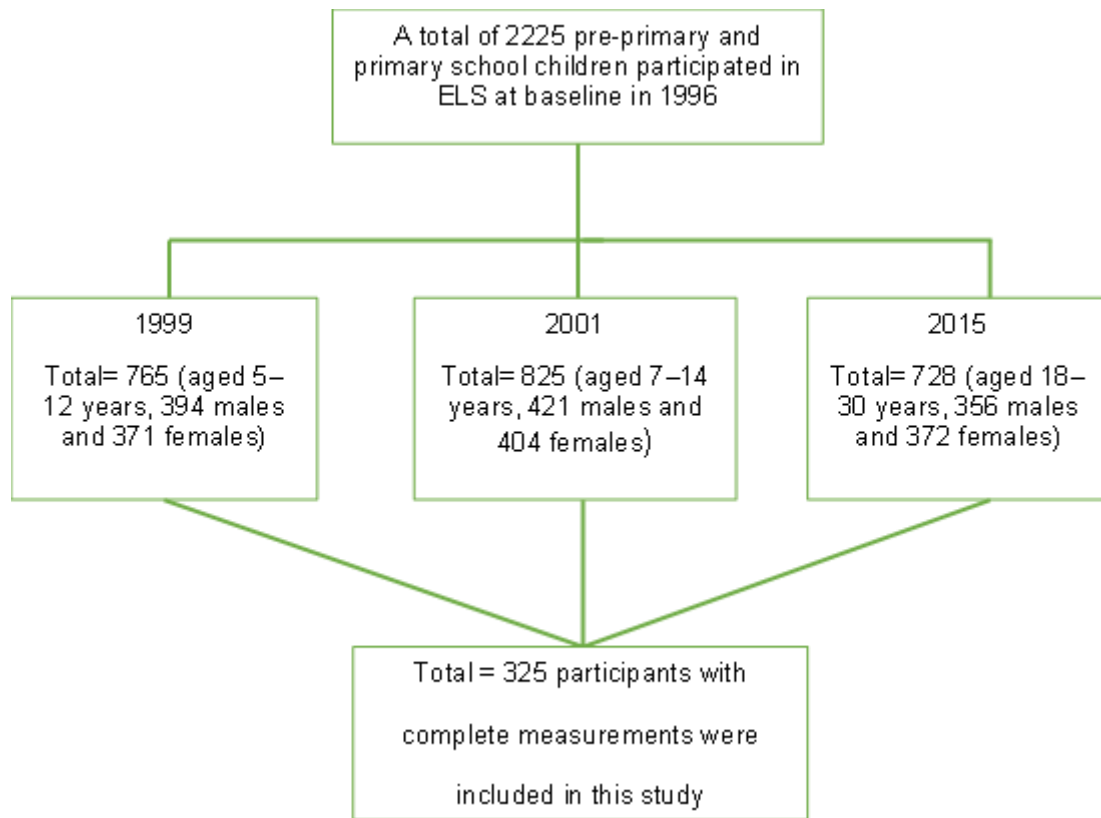 A total of 2225 pre-primary and
primary school children participated in
ELS at baseline in 1996
1999
Total= 765 (aged 5–
12 years, 394 males
and 371 females)
2001
Total= 825 (aged 7–14
years, 421 males and
404 females)
2015
Total= 728 (aged 18–
30 years, 356 males
and 372 females)
Total = 325 participants with
complete measurements were
included in this study